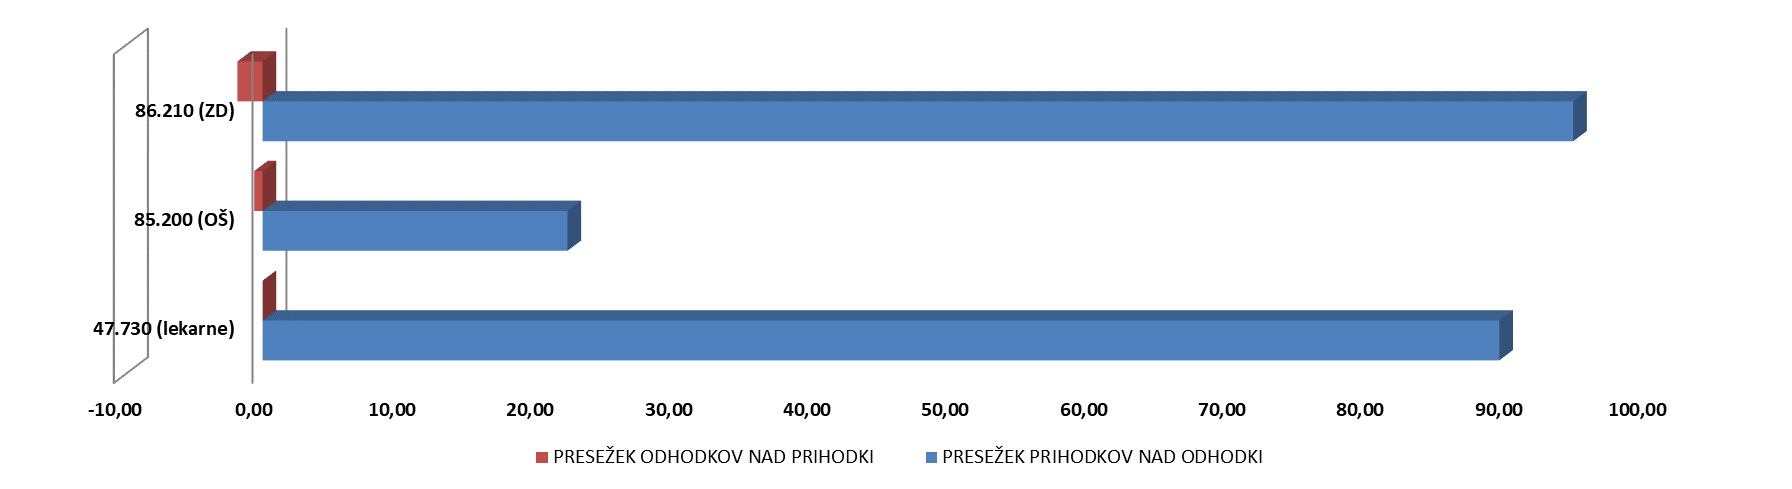 86.210 (ZD)
85.200 (OŠ)
47.730 (lekarne)
-10,00 0,00 10,00 20,00 30,00 40,00 50,00 60,00 70,00 80,00 90,00 100,00
PRESEŽEK ODHODKOV NAD PRIHODKI PRESEŽEK PRIHODKOV NAD ODHODKI